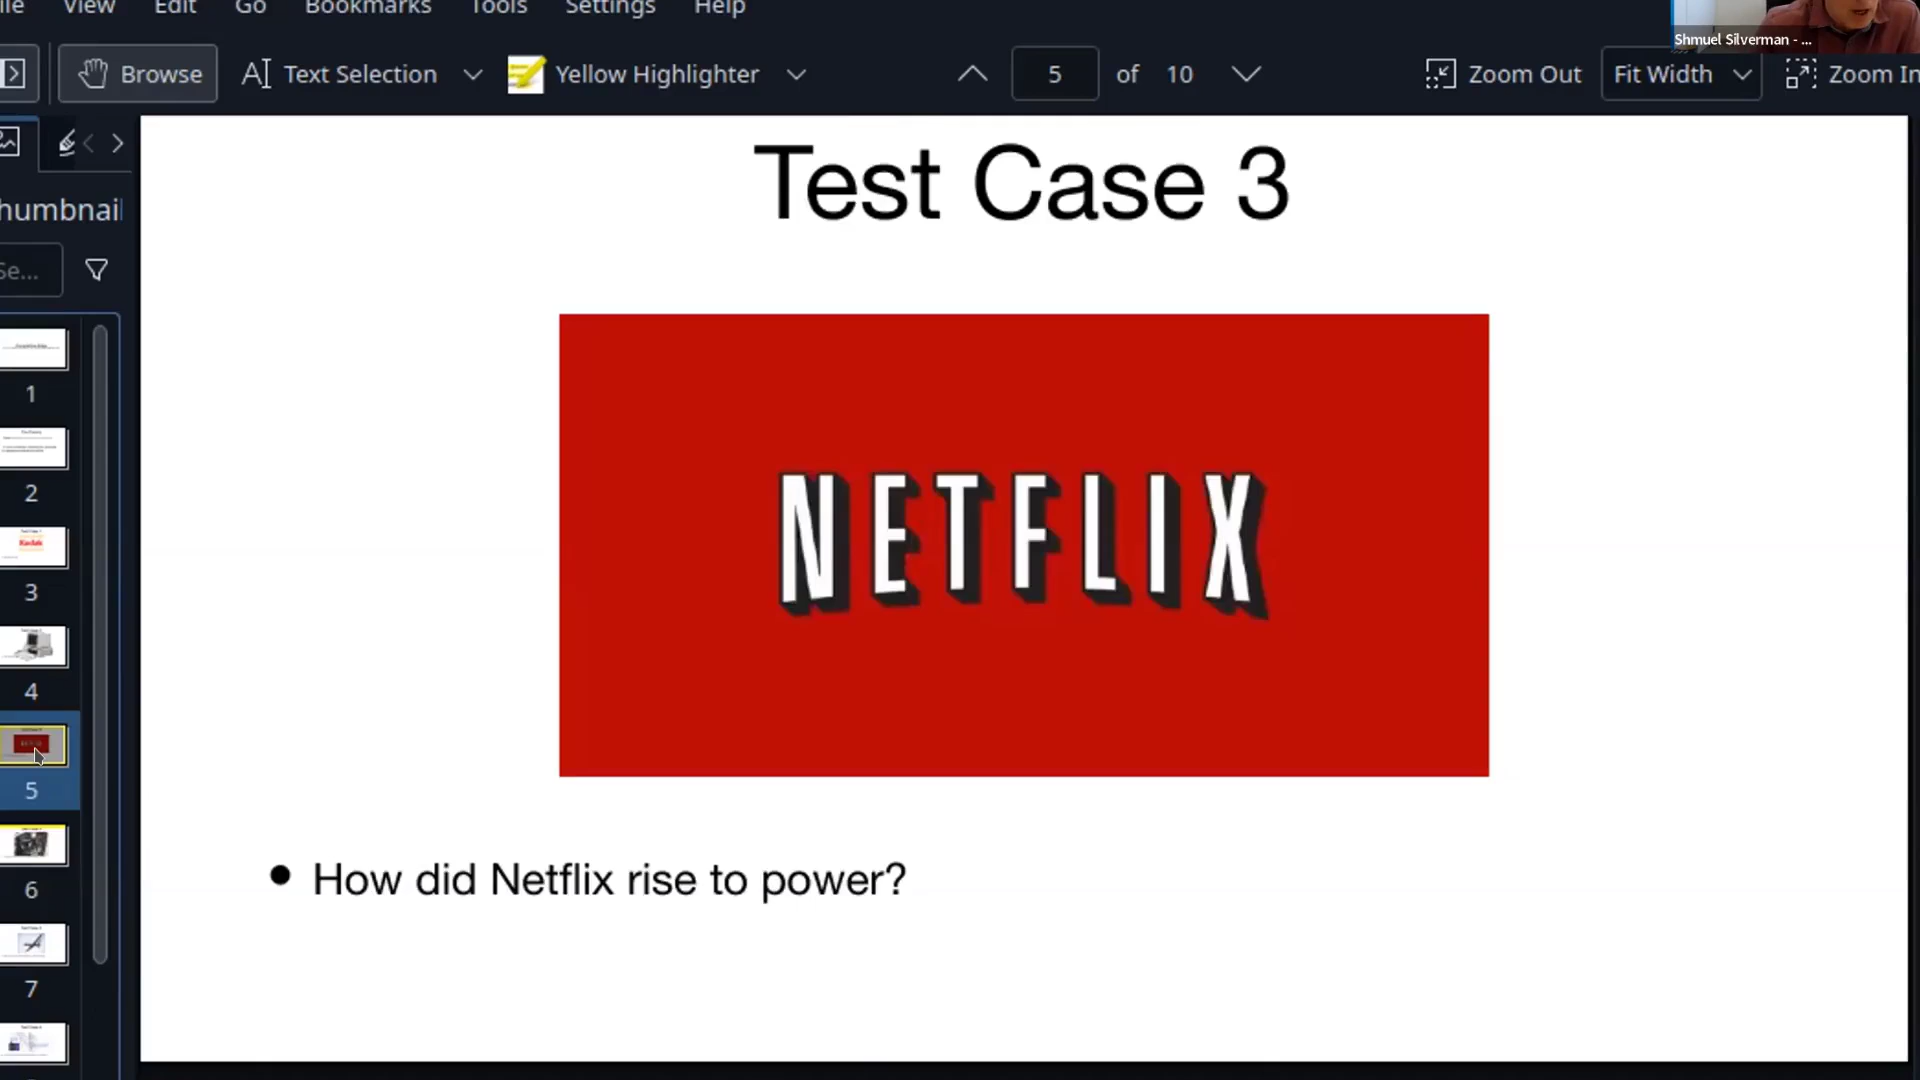 View Edit Go Bookmarks Tools Settings Help
Shmuel Silverman - ...
Browse Text Selection Yellow Highlighter 5 of 10 Zoom Out Fit Width Zoom In
Test Case 3
humbnail
Se...
NETFLIX
1
2
Kodak
3
4
5
6
7
• How did Netflix rise to power?